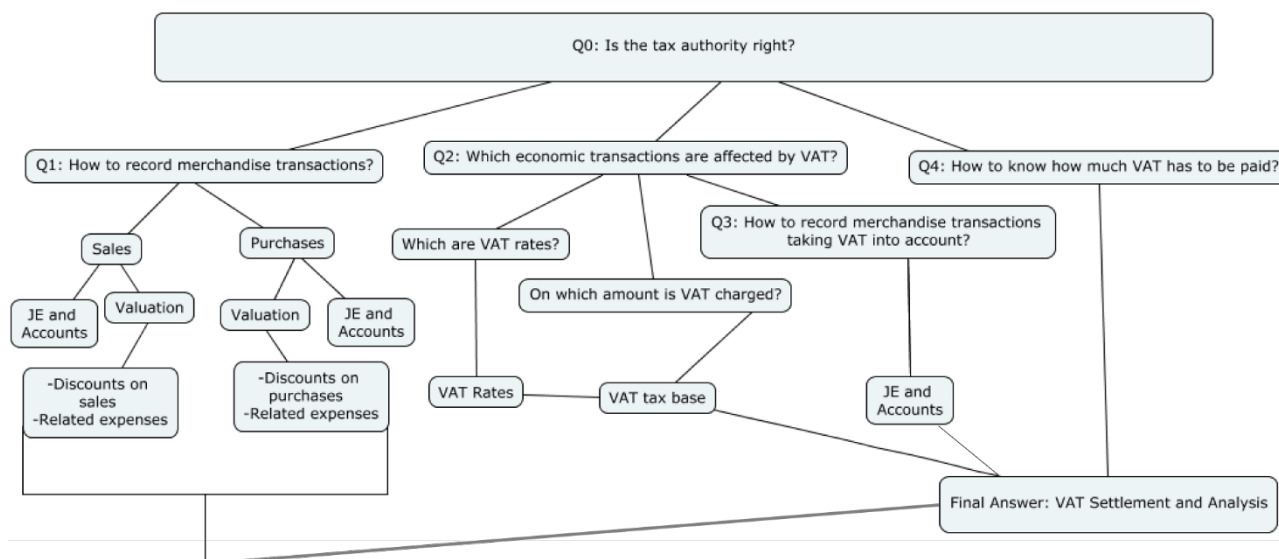 Q0: Is the tax authority right?
Q1: How to record merchandise transactions?
Q2: Which economic transactions are affected by VAT?
Q4: How to know how much VAT has to be paid?
Q3: How to record merchandise transactions
taking VAT into account?
Sales
Purchases
Which are VAT rates?
On which amount is VAT charged?
JE and
Accounts
Valuation
Valuation
JE and
Accounts
-Discounts on
sales
-Related expenses
-Discounts on
purchases
-Related expenses
VAT Rates
VAT tax base
JE and
Accounts
Final Answer: VAT Settlement and Analysis